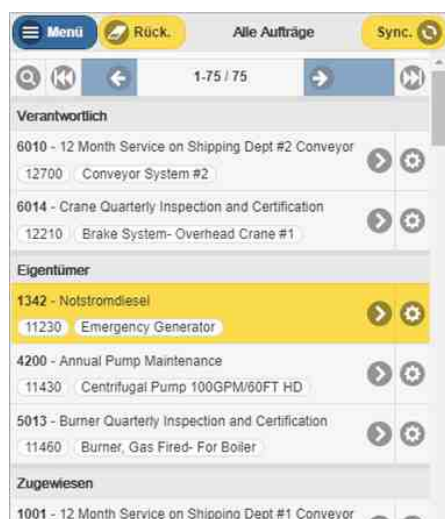 Menü Rück. Alle Aufträge Sync.
1-75 / 75
Verantwortlich
6010 - 12 Month Service on Shipping Dept #2 Conveyor
12700 Conveyor System #2
6014 - Crane Quarterly Inspection and Certification
12210 Brake System- Overhead Crane #1
Eigentümer
1342 - Notstromdiesel
11230 Emergency Generator
4200 - Annual Pump Maintenance
11430 Centrifugal Pump 100GPM/60FT HD
5013 - Burner Quarterly Inspection and Certification
11460 Burner, Gas Fired- For Boiler
Zugewiesen
1001 - 12 Month Service on Shipping Dept #1 Conveyor